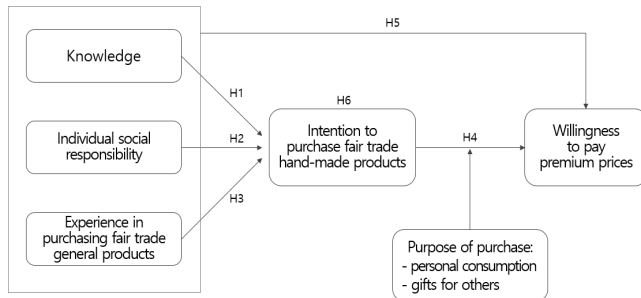 H5
Knowledge
H1
H6
Individual social
responsibility
H2
Intention to
purchase fair trade
hand-made products
H4
Willingness
to pay
premium prices
H3
Experience in
purchasing fair trade
general products
Purpose of purchase:
- personal consumption
- gifts for others